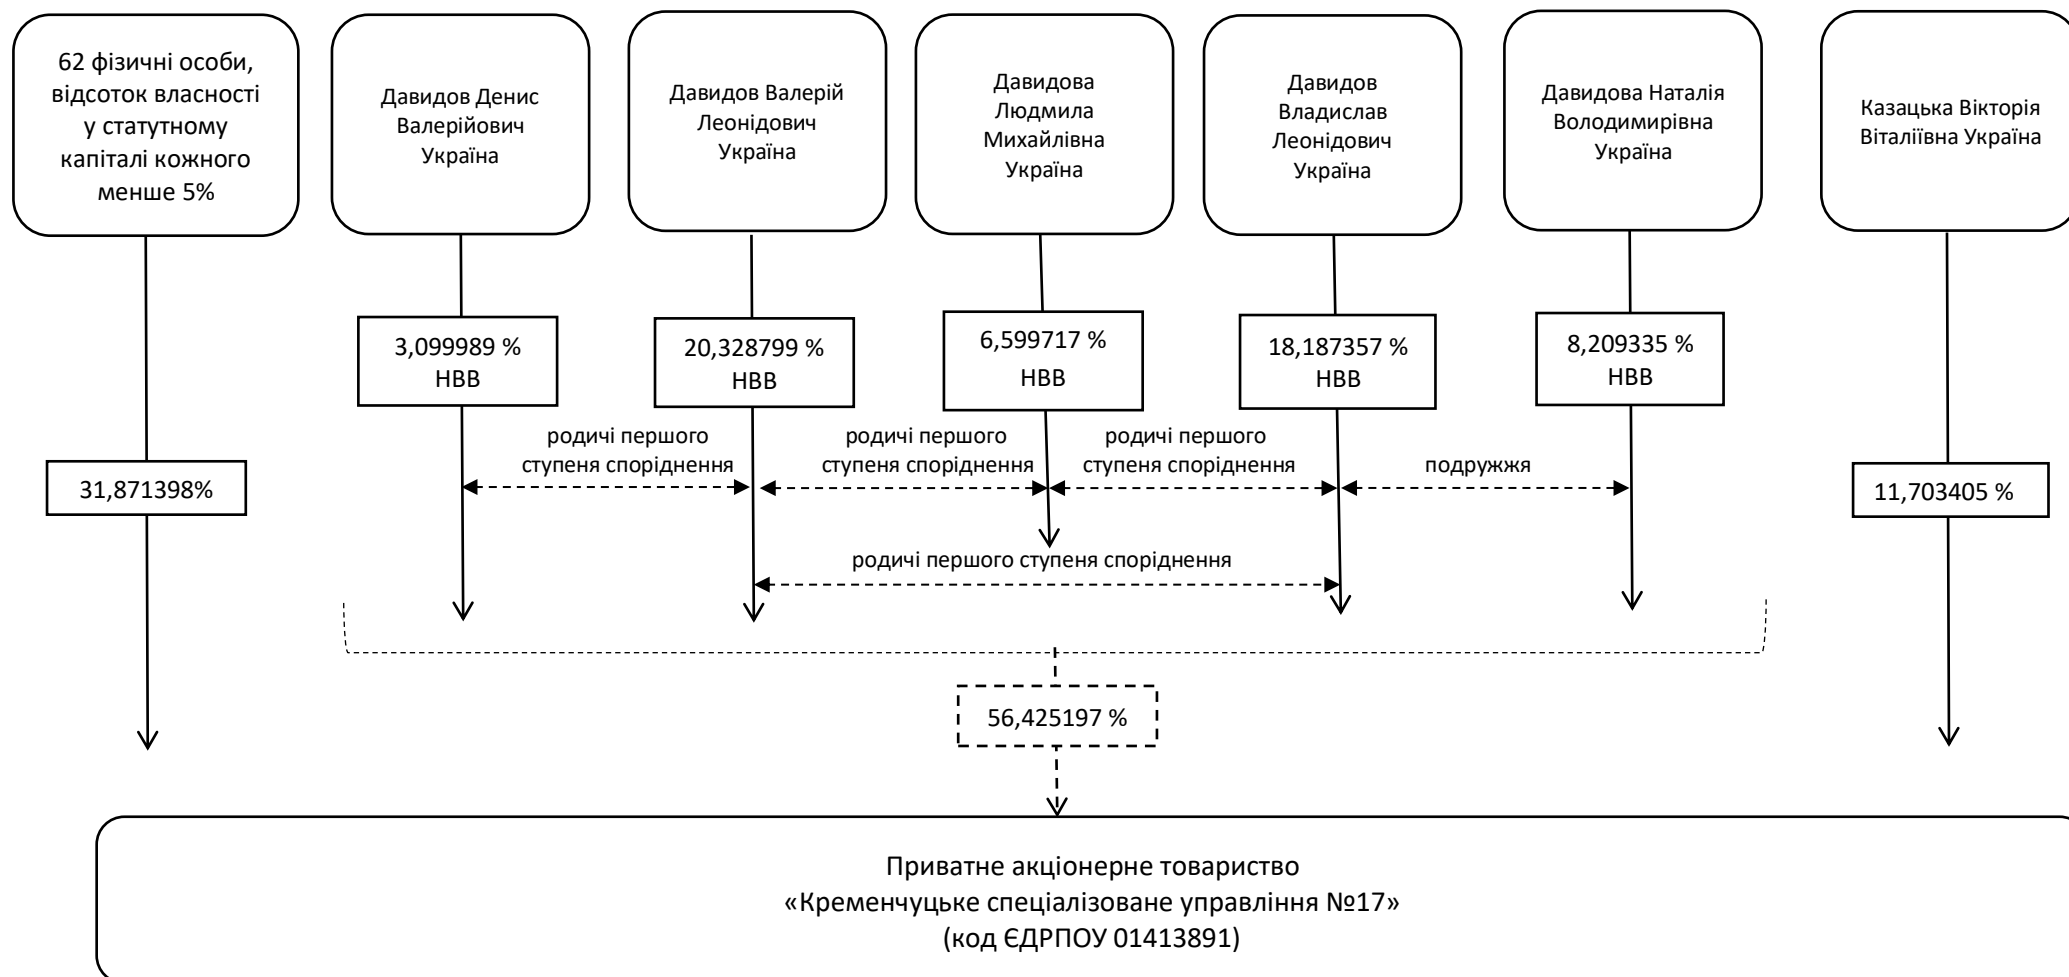 62 фізичні особи,
відсоток власності
у статутному
капіталі кожного
менше 5%
Давидов Денис
Валерійович
Україна
Давидов Валерій
Леонідович
Україна
Давидова
Людмила
Михайлівна
Україна
Давидов
Владислав
Леонідович
Україна
Давидова Наталія
Володимирівна
Україна
Казацька Вікторія
Віталіївна Україна
3,099989 %
НВВ
20,328799 %
НВВ
6,599717 %
НВВ
18,187357 %
НВВ
8,209335 %
НВВ
родичі першого
ступеня споріднення
родичі першого
ступеня споріднення
родичі першого
ступеня споріднення
подружжя
31,871398%
11,703405 %
родичі першого ступеня споріднення
56,425197 %
Приватне акціонерне товариство
«Кременчуцьке спеціалізоване управління №17»
(код ЄДРПОУ 01413891)